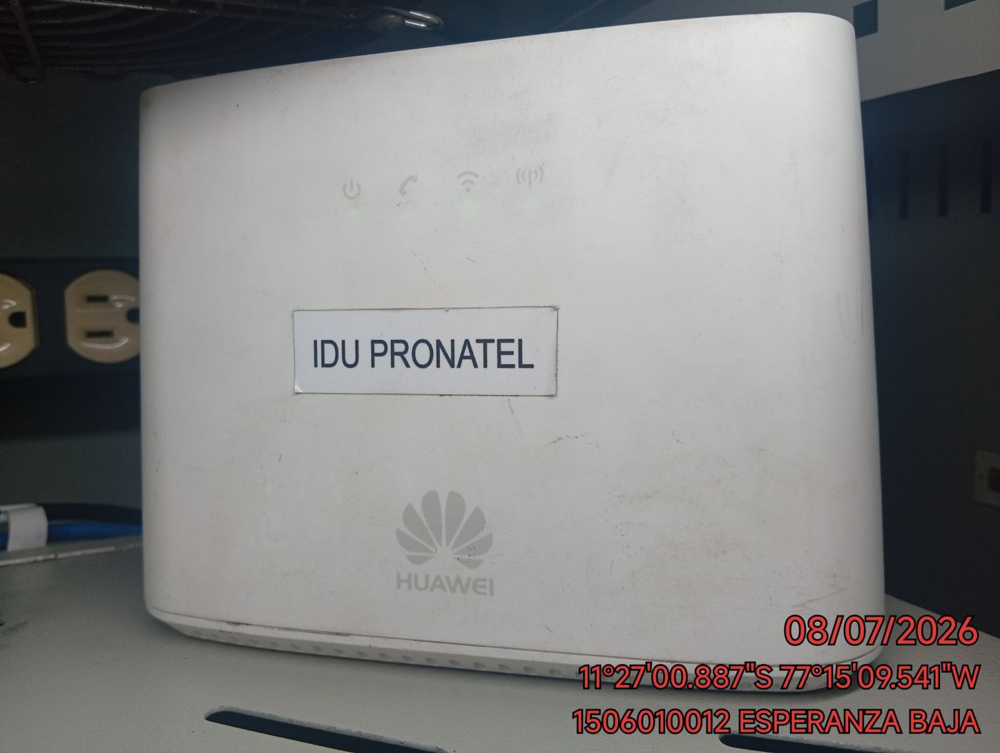 IDU PRONATEL
HUAWEI
08/07/2026
11°27'00.887"S 77°15'09.541"W
1506010012 ESPERANZA BAJA